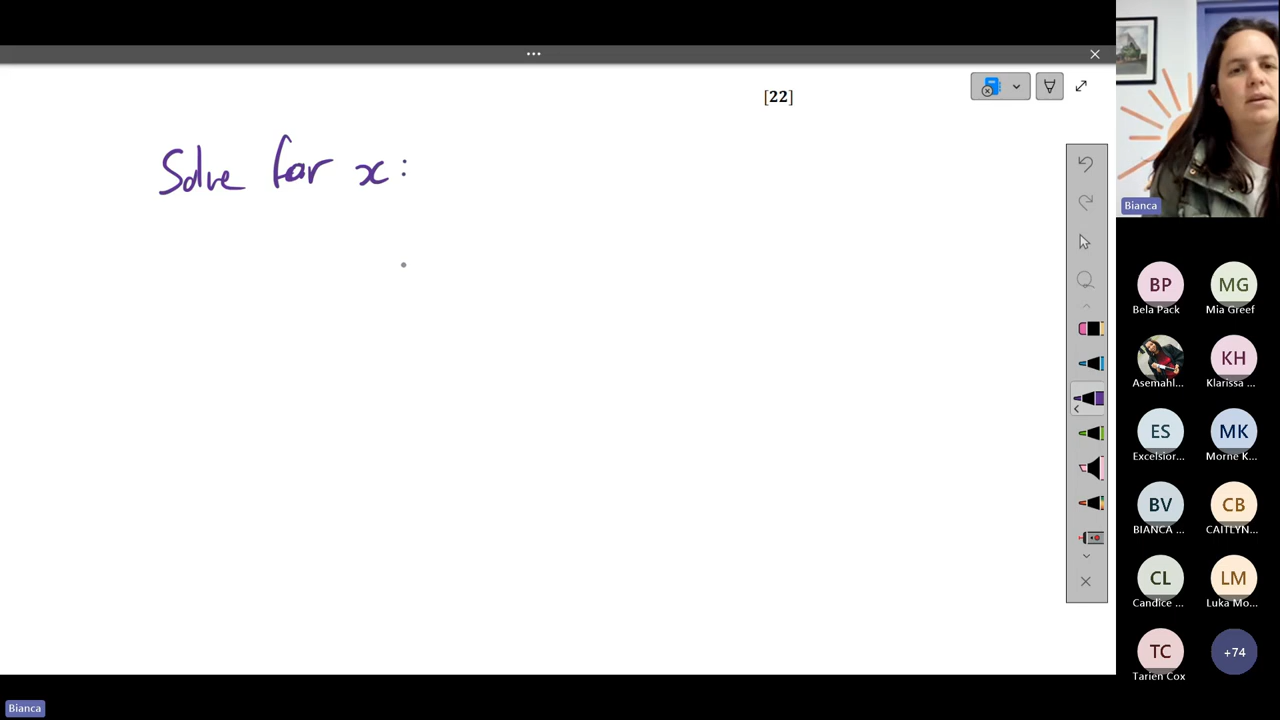 [22]
Solve for x:
Bianca
BP
Bela Pack
MG
Mia Greef
Asemahl...
KH
Klarissa ...
ES
Excelsior...
MK
Morne K...
BV
BIANCA ...
CB
CAITLYN...
CL
Candice ...
LM
Luka Mo...
TC
Tarien Cox
+74
Bianca